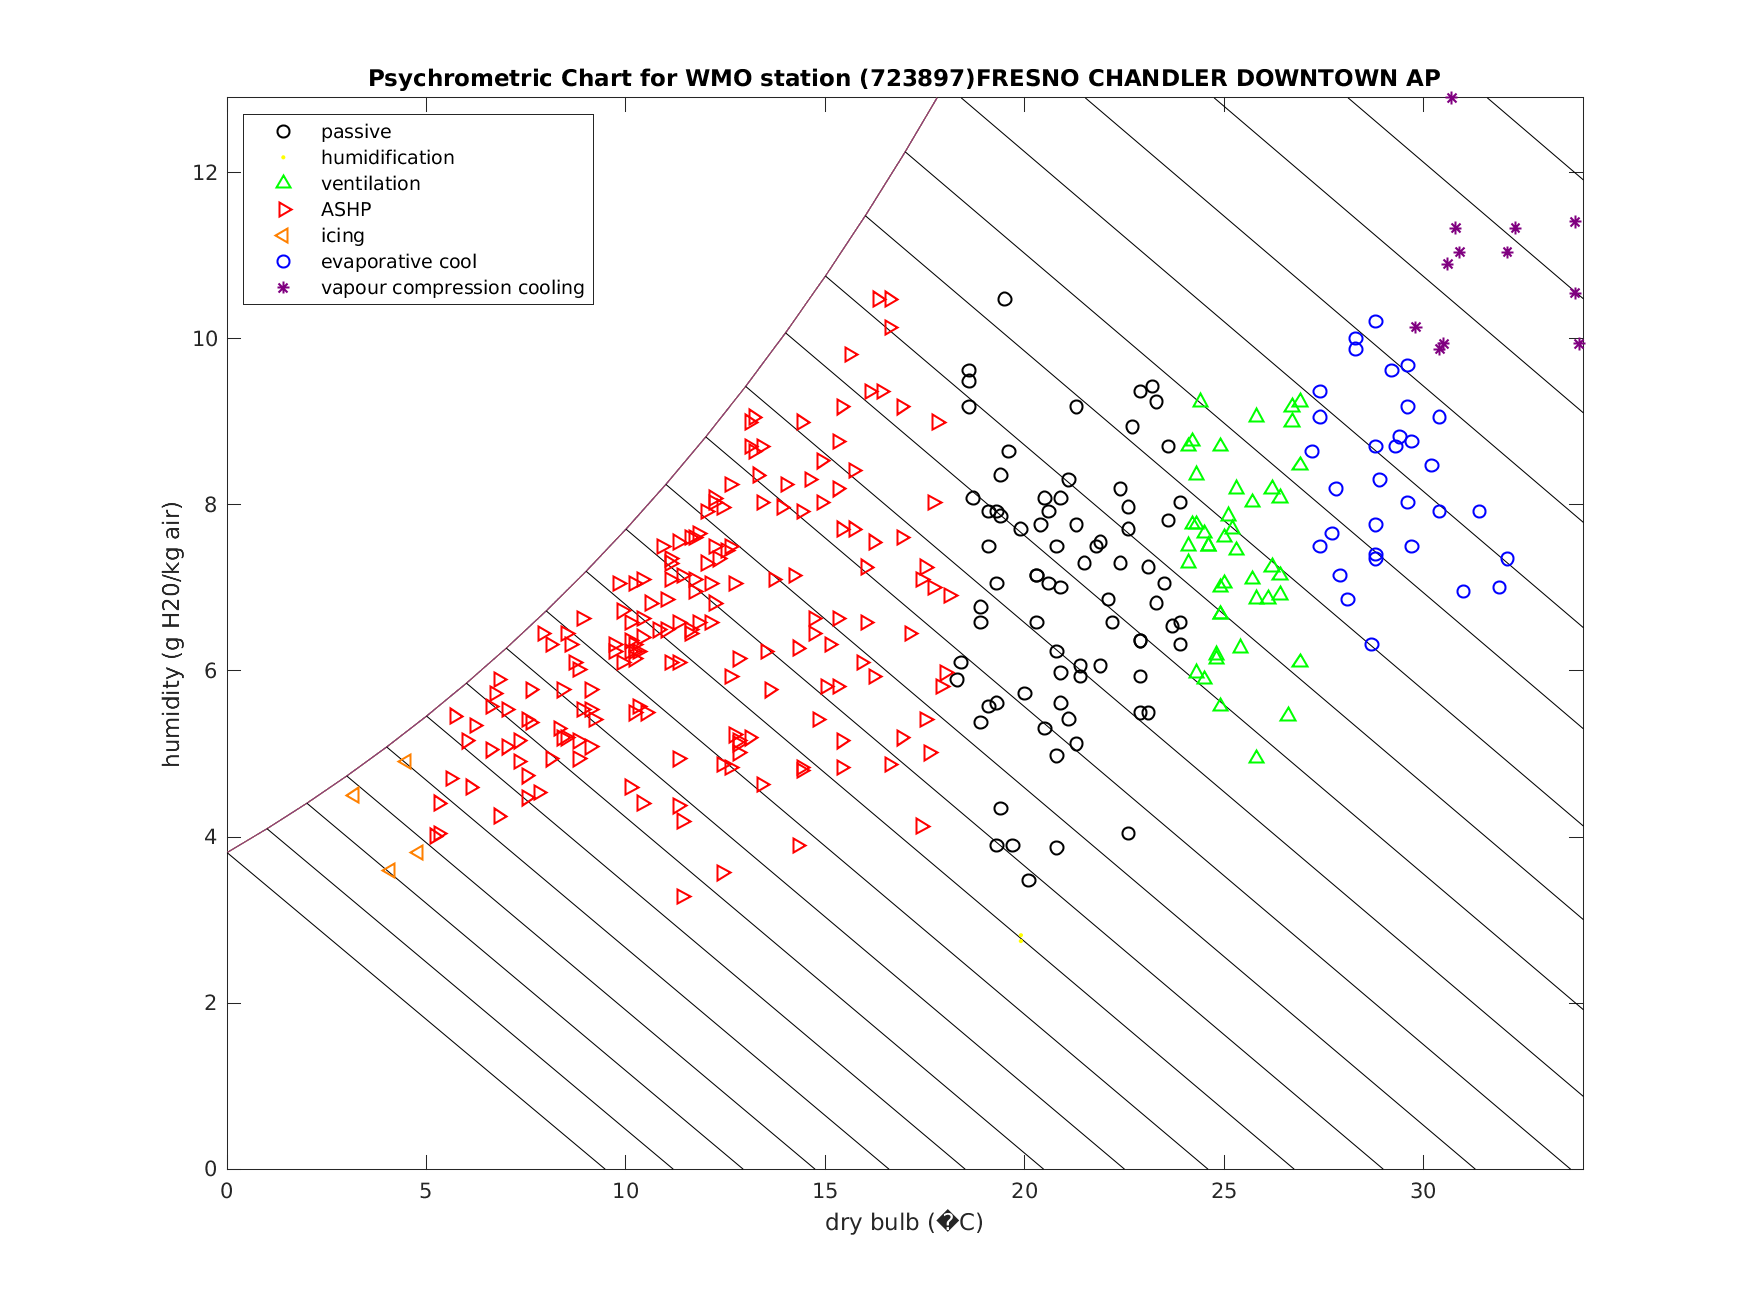 Psychrometric Chart for WMO station (723897)FRESNO CHANDLER DOWNTOWN AP
passive
humidification
ventilation
ASHP
icing
evaporative cool
vapour compression cooling
12
10
8
6
4
2
0
humidity (g H20/kg air)
0 5 10 15 20 25 30
dry bulb (�C)